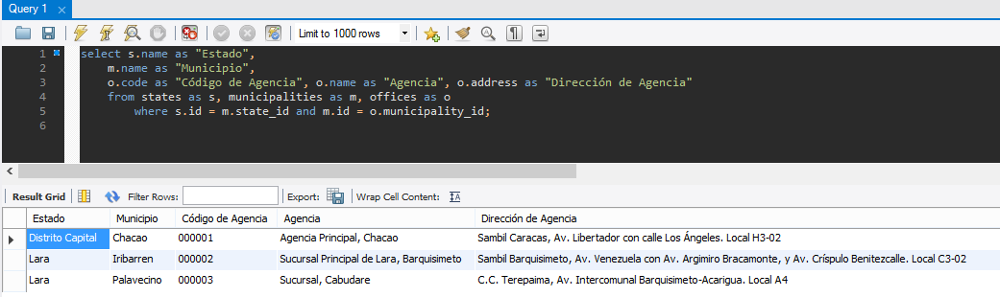 Query 1
Limit to 1000 rows
1 select s.name as "Estado",
2 m.name as "Municipio",
3 o.code as "Código de Agencia", o.name as "Agencia", o.address as "Dirección de Agencia"
4 from states as s, municipalities as m, offices as o
5 where s.id = m.state_id and m.id = o.municipality_id;
6
Result Grid Filter Rows: Export: Wrap Cell Content:
Estado Municipio Código de Agencia Agencia Dirección de Agencia
Distrito Capital Chacao 000001 Agencia Principal, Chacao Sambil Caracas, Av. Libertador con calle Los Ángeles. Local H3-02
Lara Iribarren 000002 Sucursal Principal de Lara, Barquisimeto Sambil Barquisimeto, Av. Venezuela con Av. Argimiro Bracamonte, y Av. Críspulo Benitezcalle. Local C3-02
Lara Palavecino 000003 Sucursal, Cabudare C.C. Terepaima, Av. Intercomunal Barquisimeto-Acarigua. Local A4